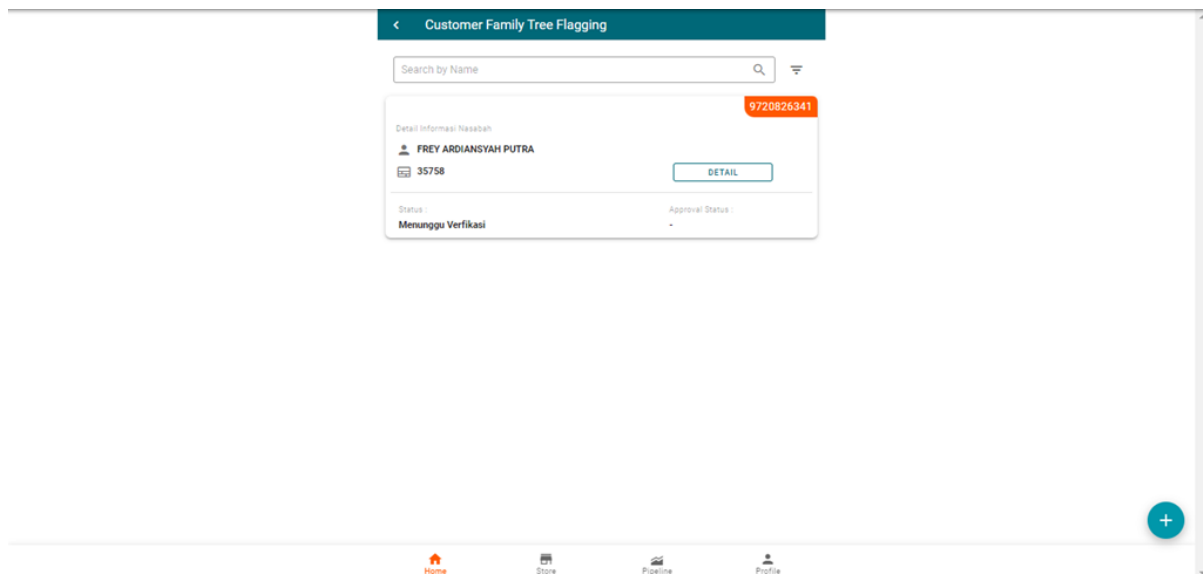 Customer Family Tree Flagging
Search by Name
9720826341
Detail Informasi Nasabah
FREY ARDIANSYAH PUTRA
35758
DETAIL
Status :
Approval Status :
Menunggu Verfikasi
-
Home
Store
Pipeline
Profile